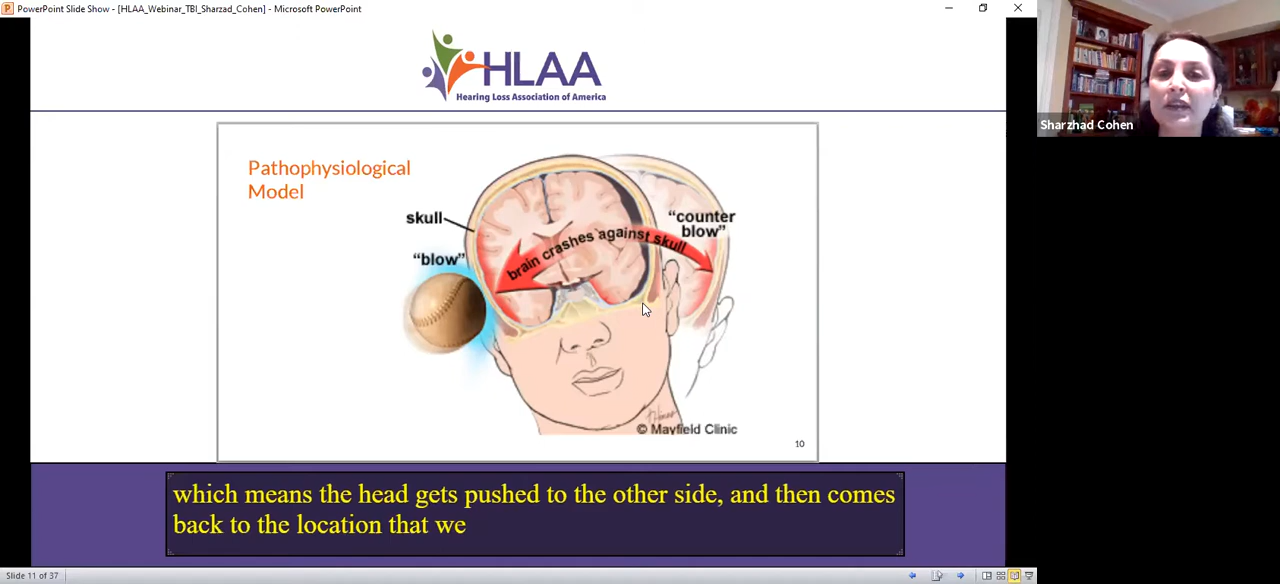 PowerPoint Slide Show - [HLAA_Webinar_TBI_Sharzad_Cohen] - Microsoft PowerPoint
HLAA
Hearing Loss Association of America
Sharzhad Cohen
Pathophysiological
Model
skull
"blow"
brain crashes against skull
"counter
blow"
© Mayfield Clinic
10
which means the head gets pushed to the other side, and then comes
back to the location that we
Slide 11 of 37